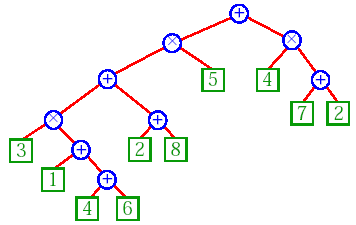 +
× ×
+ 5 4 +
× + 7 2
3 + 2 8
1 +
4 6